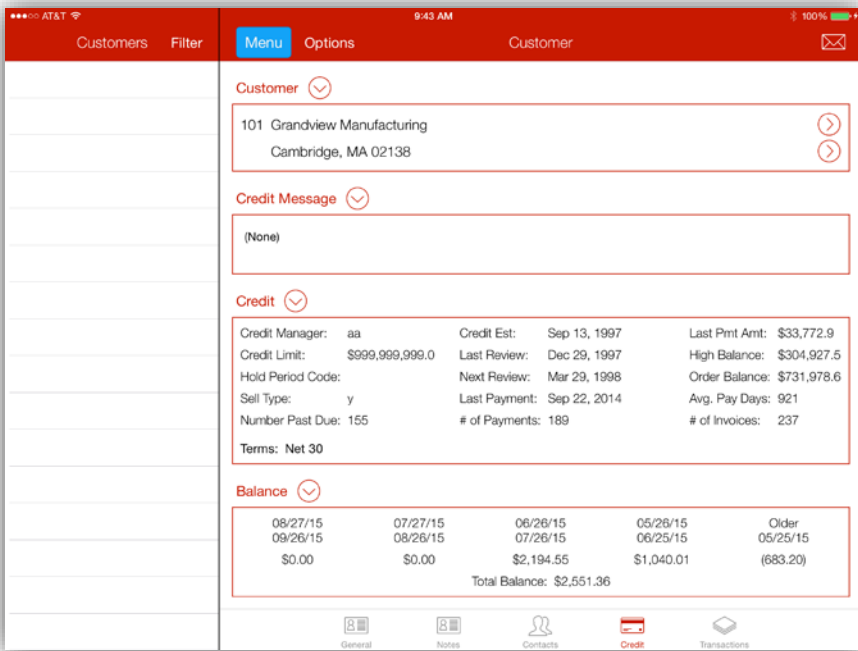 AT&T 9:43 AM 100%
Customers Filter Menu Options Customer
Customer
101 Grandview Manufacturing
Cambridge, MA 02138
Credit Message
(None)
Credit
Credit Manager: aa Credit Est: Sep 13, 1997 Last Pmt Amt: $33,772.9
Credit Limit: $999,999,999.0 Last Review: Dec 29, 1997 High Balance: $304,927.5
Hold Period Code: Next Review: Mar 29, 1998 Order Balance: $731,978.6
Sell Type: y Last Payment: Sep 22, 2014 Avg. Pay Days: 921
Number Past Due: 155 # of Payments: 189 # of Invoices: 237
Terms: Net 30
Balance
08/27/15 07/27/15 06/26/15 05/26/15 Older
09/26/15 08/26/15 07/26/15 06/25/15 05/25/15
$0.00 $0.00 $2,194.55 $1,040.01 (683.20)
Total Balance: $2,551.36
General Notes Contacts Credit Transactions